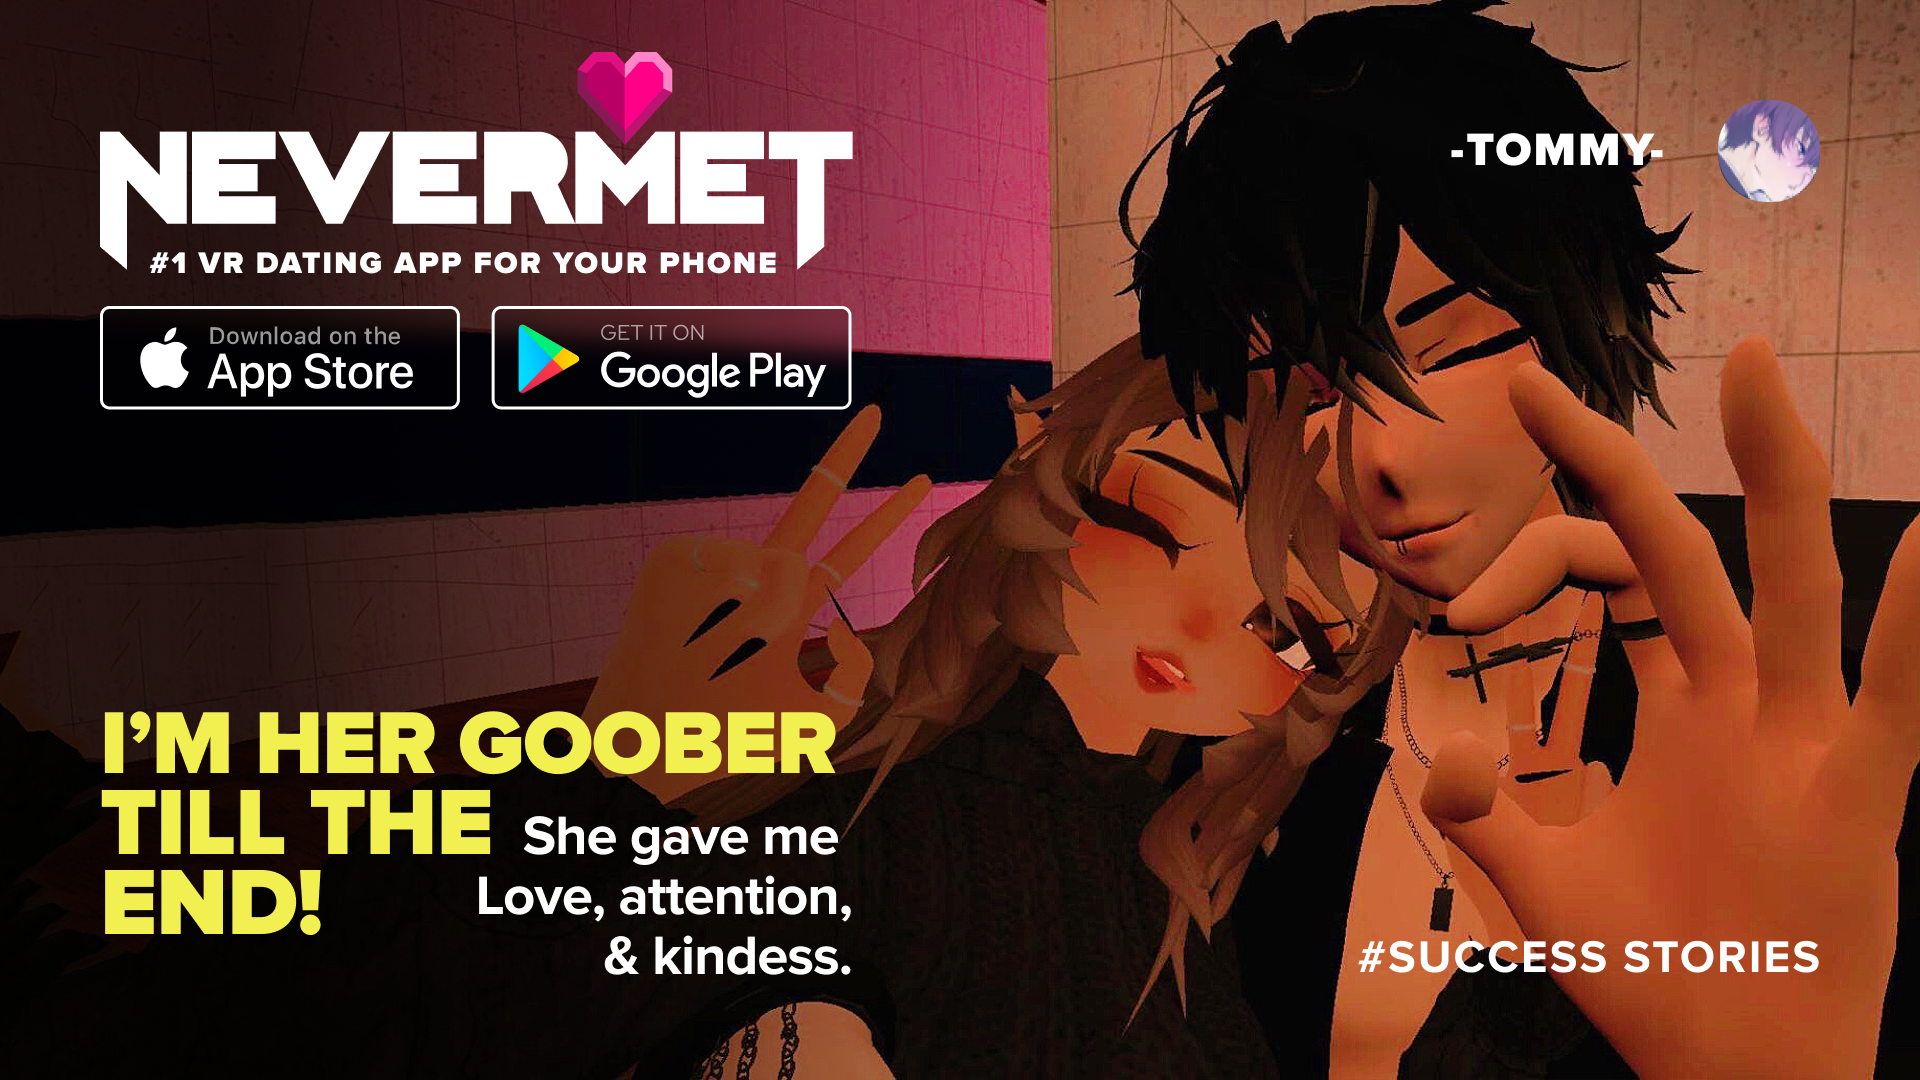 NEVERMET
#1 VR DATING APP FOR YOUR PHONE
Download on the
App Store
GET IT ON
Google Play
-TOMMY-
I'M HER GOOBER
TILL THE
END!
She gave me
Love, attention,
& kindess.
#SUCCESS STORIES